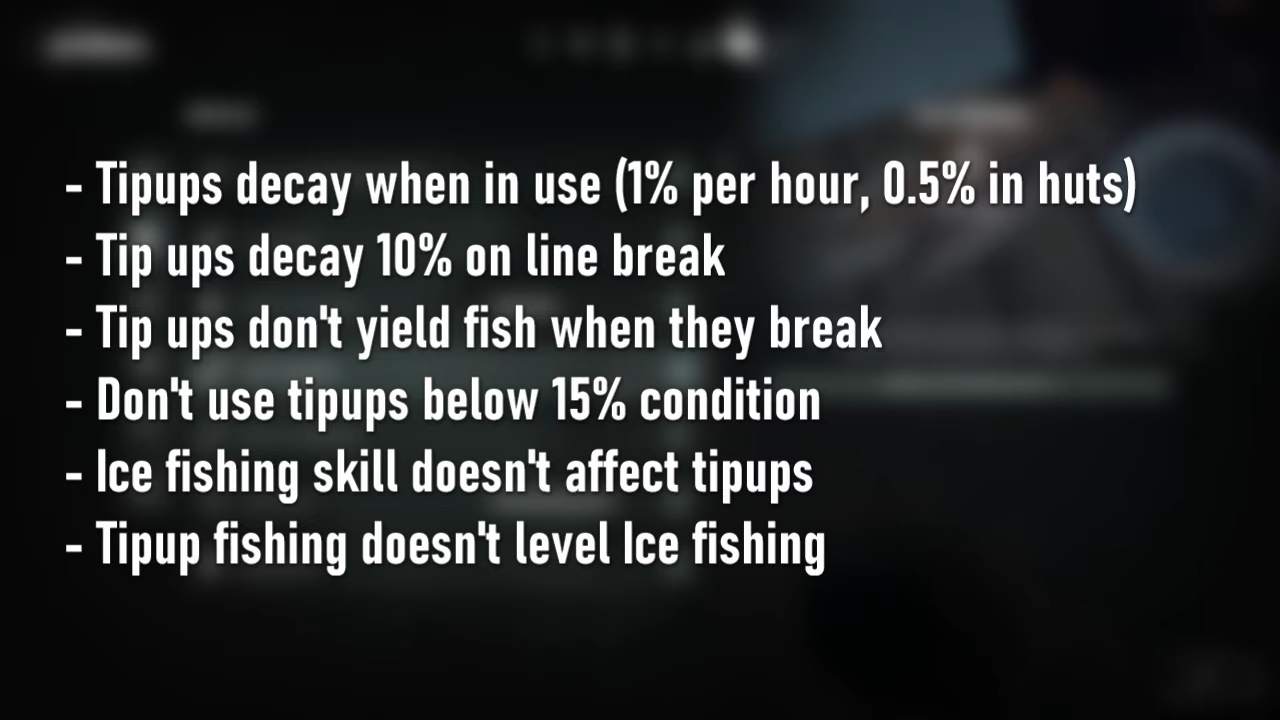 - Tipups decay when in use (1% per hour, 0.5% in huts)
- Tip ups decay 10% on line break
- Tip ups don't yield fish when they break
- Don't use tipups below 15% condition
- Ice fishing skill doesn't affect tipups
- Tipup fishing doesn't level Ice fishing